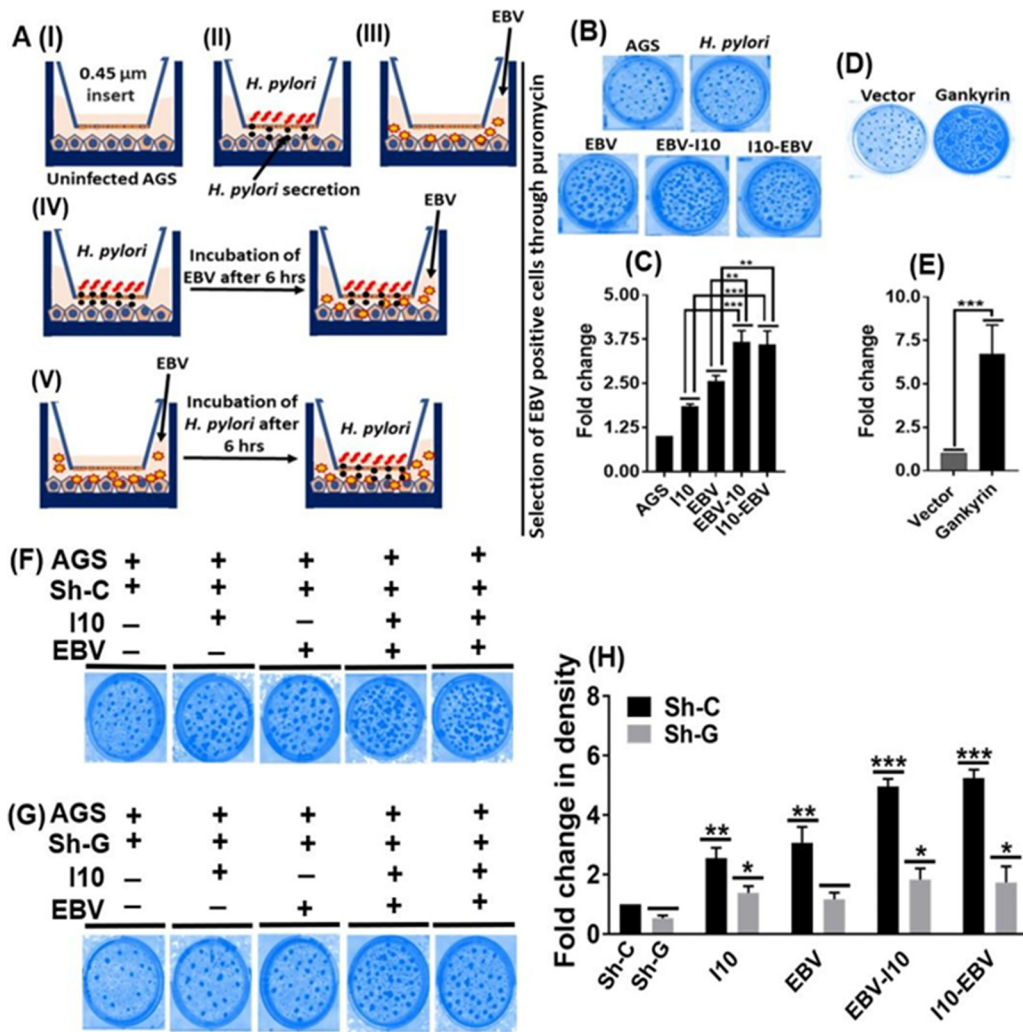 A (I)
0.45 μm
insert
Uninfected AGS
(II)
H. pylori
H. pylori secretion
(III)
EBV
(IV)
H. pylori
Incubation of
EBV after 6 hrs
EBV
(V)
EBV
Incubation of
H. pylori after
6 hrs
H. pylori
Selection of EBV positive cells through puromycin
(B)
AGS H. pylori
EBV EBV-I10 I10-EBV
(C)
Fold change
5.00
3.75
2.50
1.25
0.00
**
**
***
***
AGS
I10
EBV
EBV-10
I10-EBV
(D)
Vector Gankyrin
(E)
Fold change
10.0
7.5
5.0
2.5
0.0
***
Vector
Gankyrin
(F)
AGS + + + + +
Sh-C + + + + +
I10 – + – + +
EBV – – + + +
(G)
AGS + + + + +
Sh-G + + + + +
I10 – + – + +
EBV – – + + +
(H)
Fold change in density
8
6
4
2
0
Sh-C
Sh-G
** *
**
*** *
*** *
Sh-C
Sh-G
I10
EBV
EBV-I10
I10-EBV